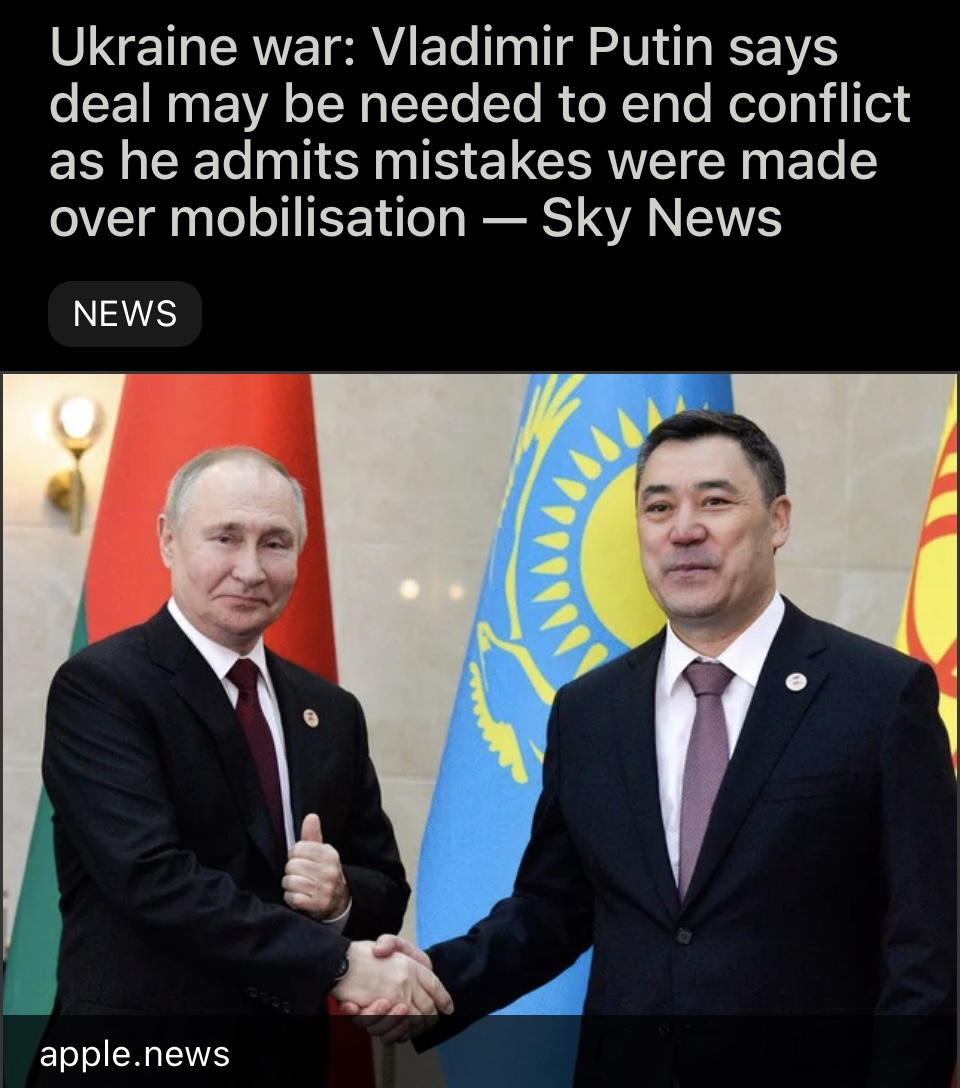 Ukraine war: Vladimir Putin says
deal may be needed to end conflict
as he admits mistakes were made
over mobilisation — Sky News
NEWS
apple.news